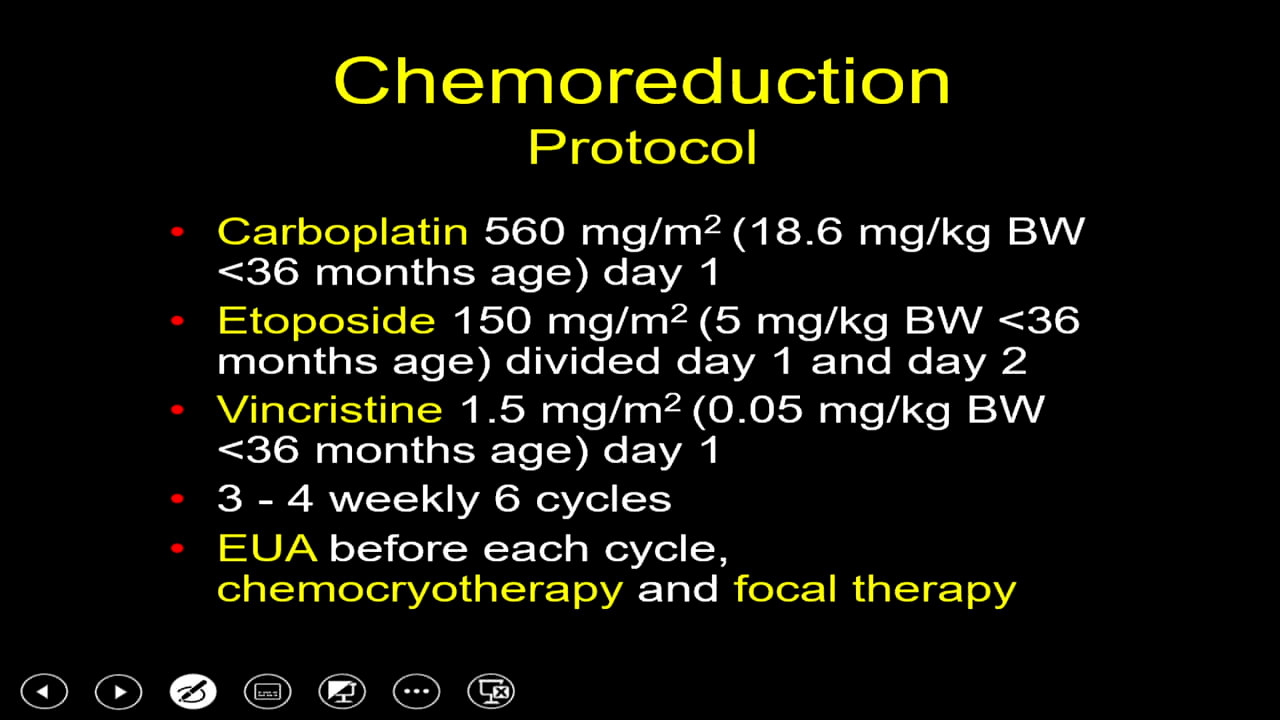 Chemoreduction
Protocol
• Carboplatin 560 mg/m² (18.6 mg/kg BW
<36 months age) day 1
• Etoposide 150 mg/m² (5 mg/kg BW <36
months age) divided day 1 and day 2
• Vincristine 1.5 mg/m² (0.05 mg/kg BW
<36 months age) day 1
• 3 - 4 weekly 6 cycles
• EUA before each cycle,
chemocryotherapy and focal therapy